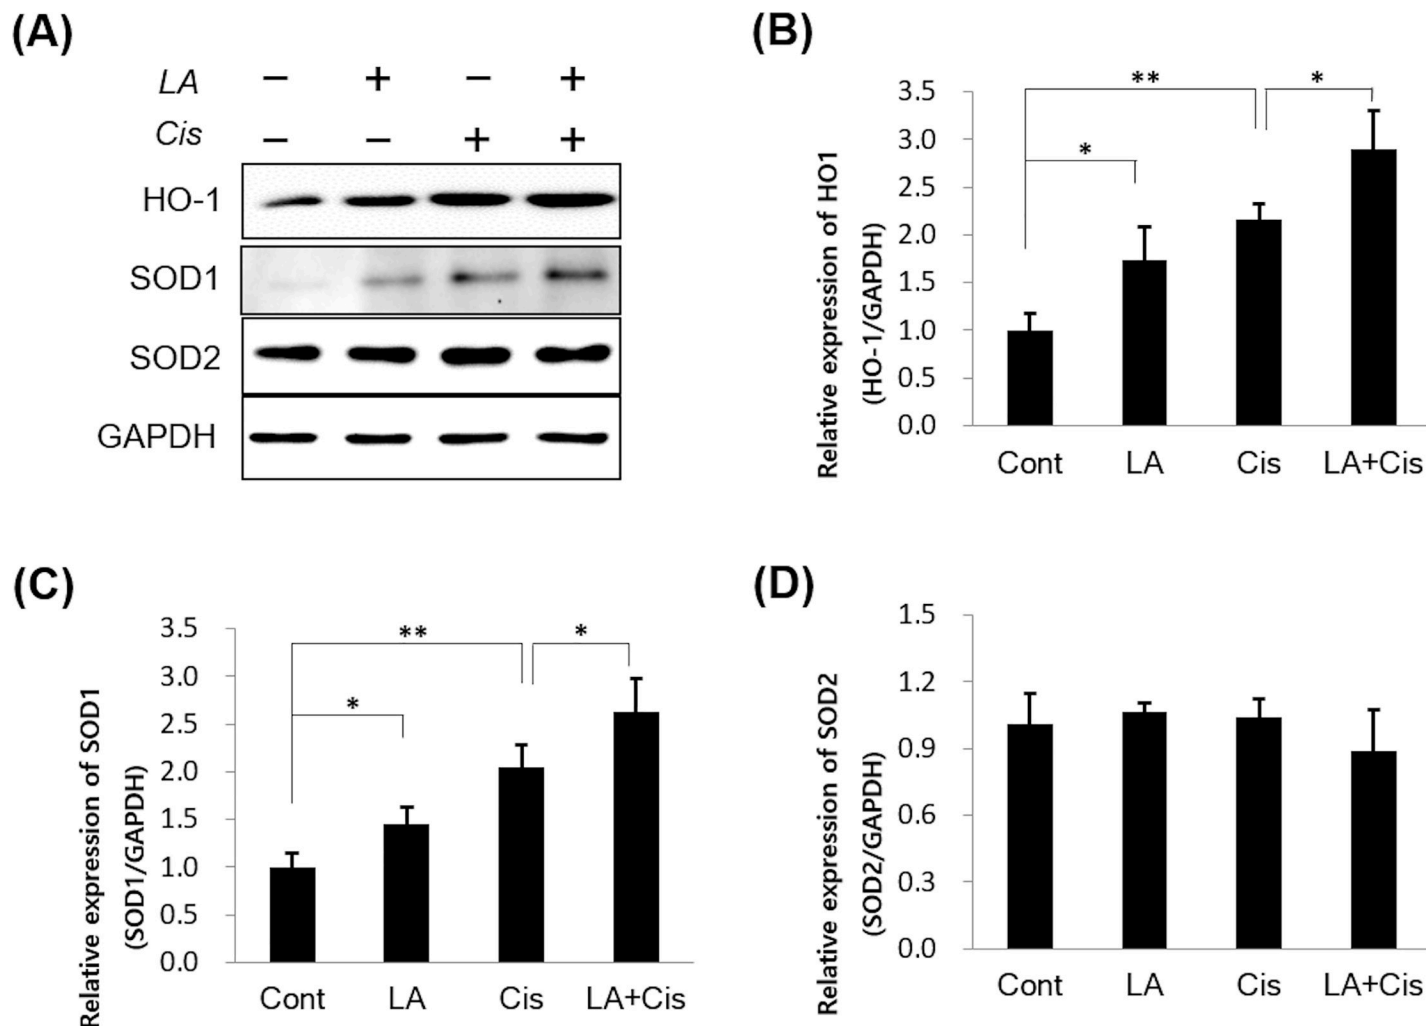 (A)
LA − + − +
Cis − − + +
HO-1
SOD1
SOD2
GAPDH
(B)
Relative expression of HO1
(HO-1/GAPDH)
3.5
3.0
2.5
2.0
1.5
1.0
0.5
0.0
**
*
*
Cont LA Cis LA+Cis
(C)
Relative expression of SOD1
(SOD1/GAPDH)
3.5
3.0
2.5
2.0
1.5
1.0
0.5
0.0
**
*
*
Cont LA Cis LA+Cis
(D)
Relative expression of SOD2
(SOD2/GAPDH)
1.5
1.2
0.9
0.6
0.3
0.0
Cont LA Cis LA+Cis